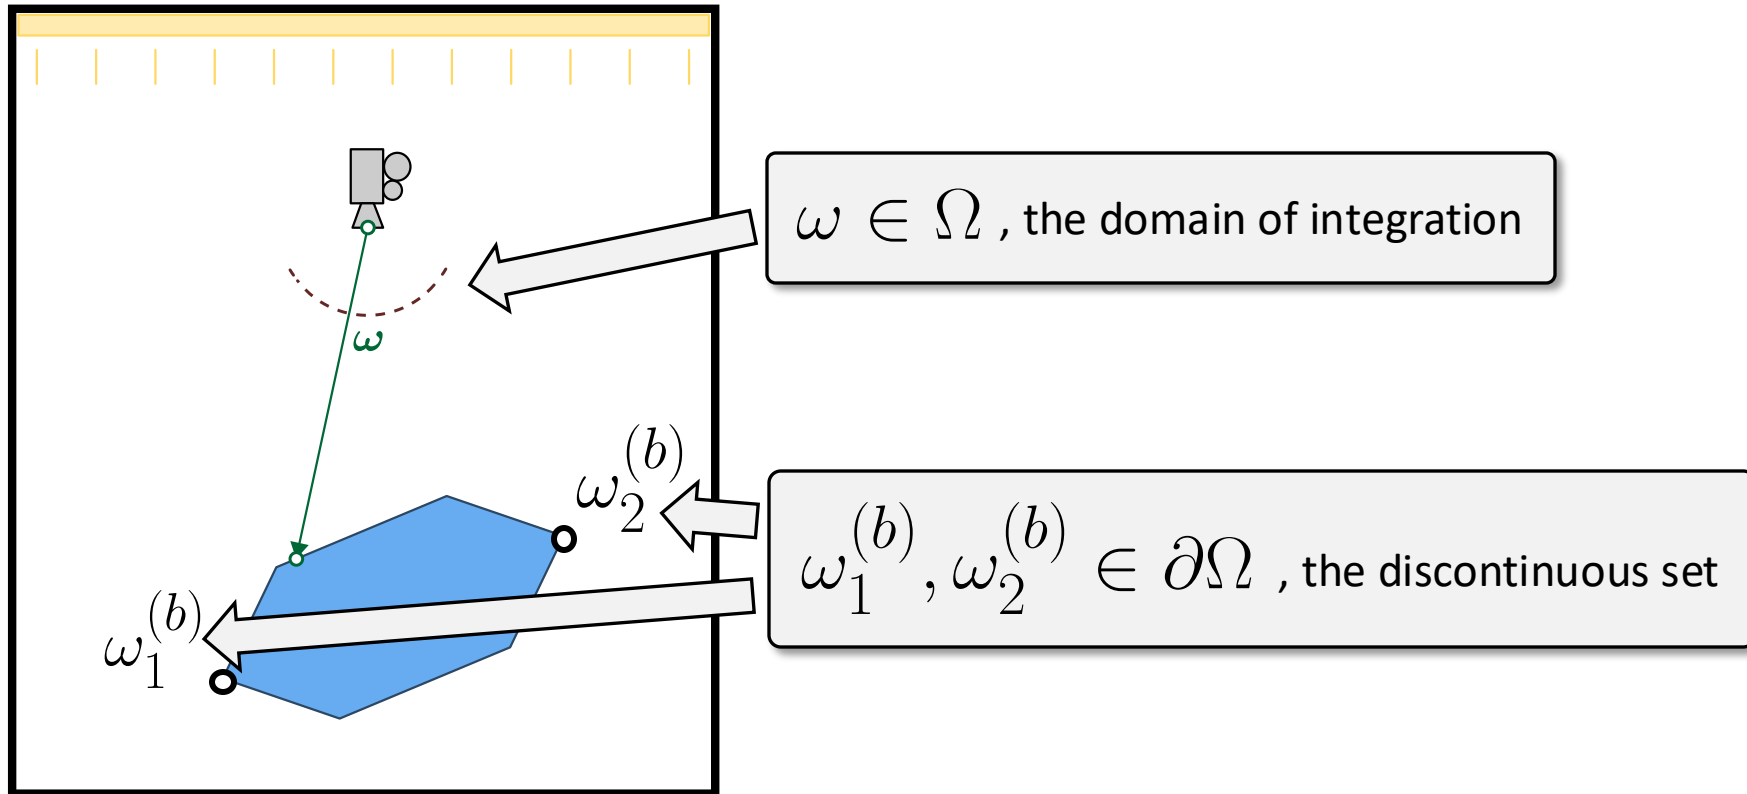 ω ∈ Ω , the domain of integration
ω
ω₂⁽ᵇ⁾
ω₁⁽ᵇ⁾, ω₂⁽ᵇ⁾ ∈ ∂Ω , the discontinuous set
ω₁⁽ᵇ⁾